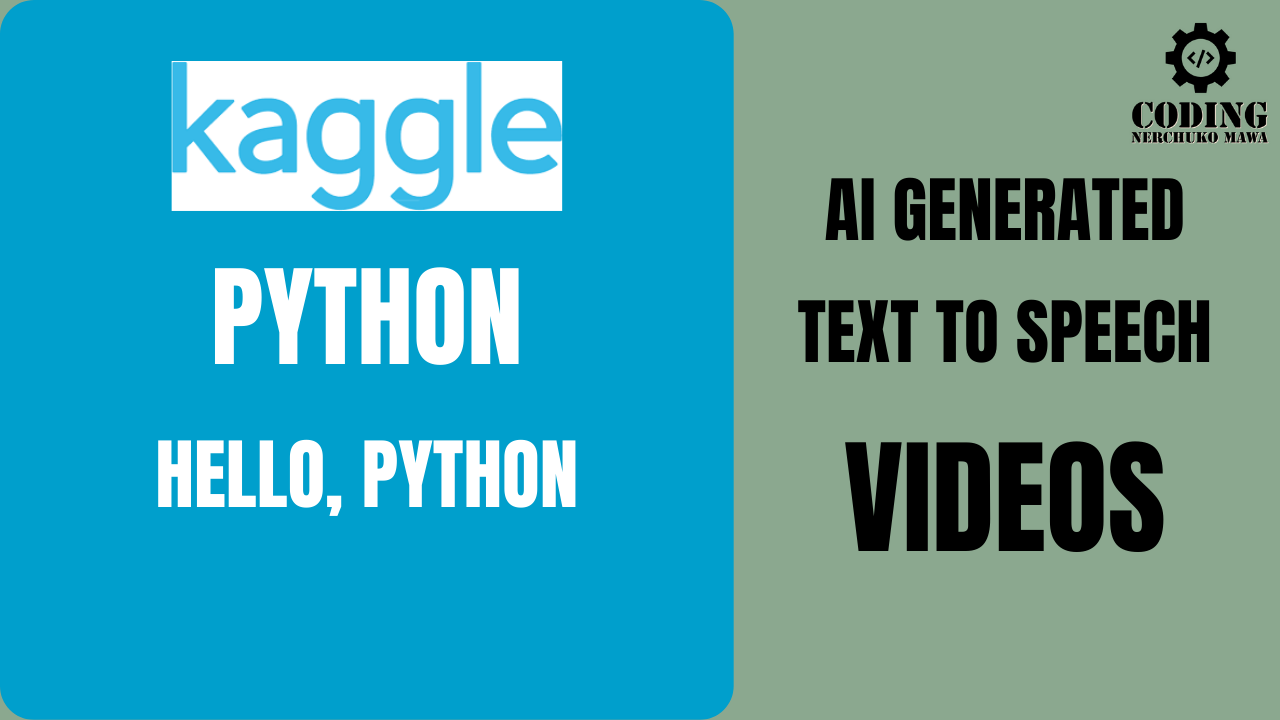 kaggle
PYTHON
HELLO, PYTHON
</>
CODING
NERCHUKO MAWA
AI GENERATED
TEXT TO SPEECH
VIDEOS